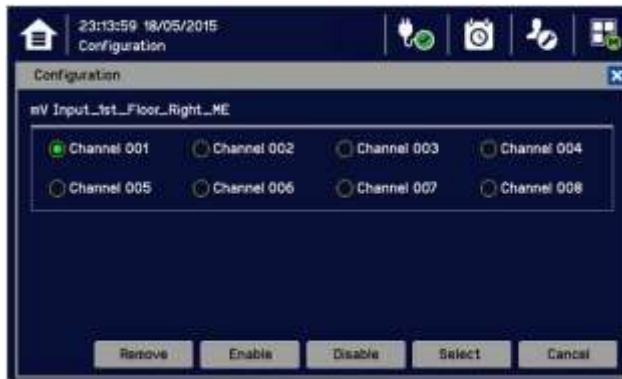 23:13:59 18/05/2015
Configuration
Configuration
mV Input_1st_Floor_Right_ME
Channel 001 Channel 002 Channel 003 Channel 004
Channel 005 Channel 006 Channel 007 Channel 008
Remove Enable Disable Select Cancel